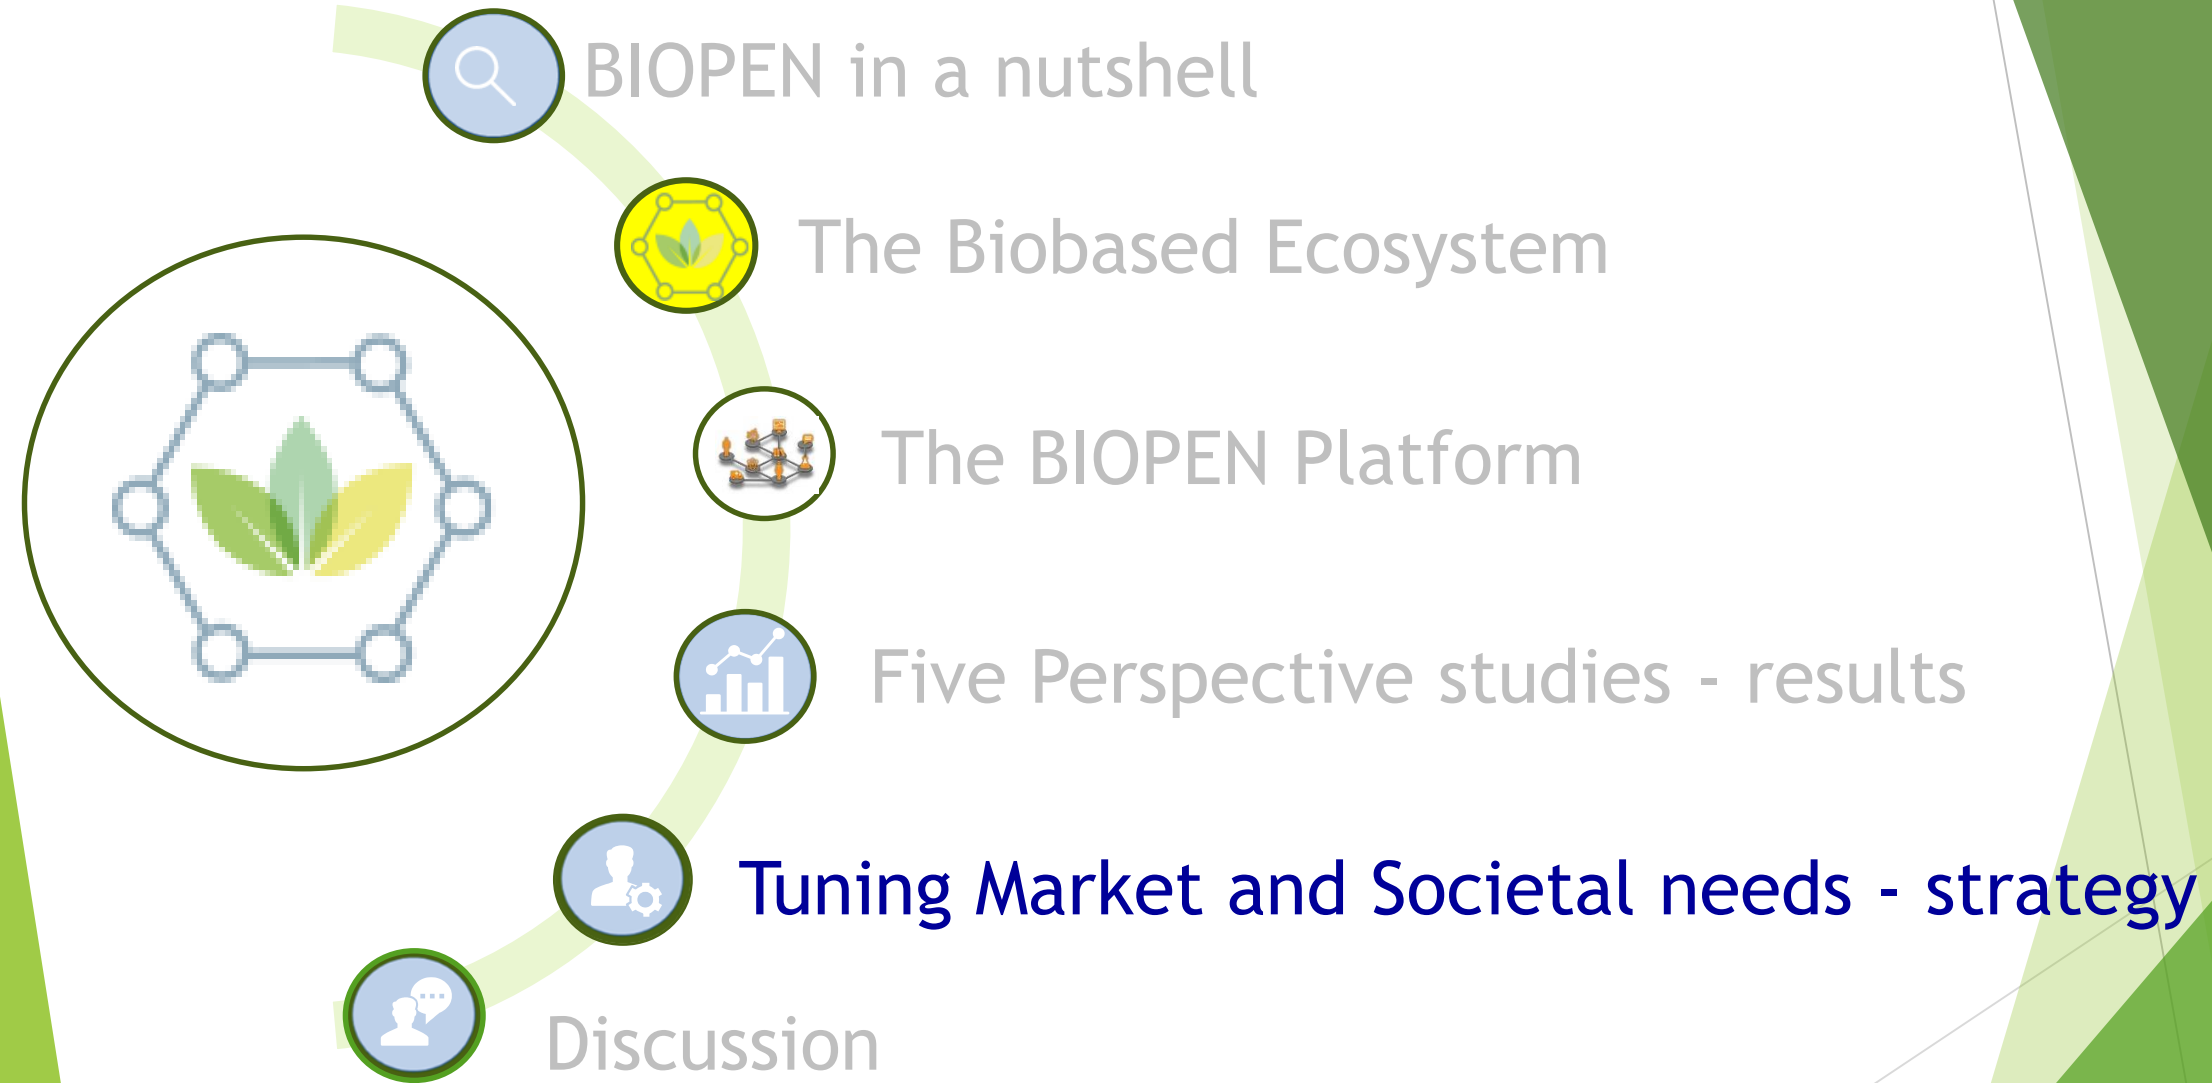 BIOPEN in a nutshell
The Biobased Ecosystem
The BIOPEN Platform
Five Perspective studies - results
Tuning Market and Societal needs - strategy
Discussion